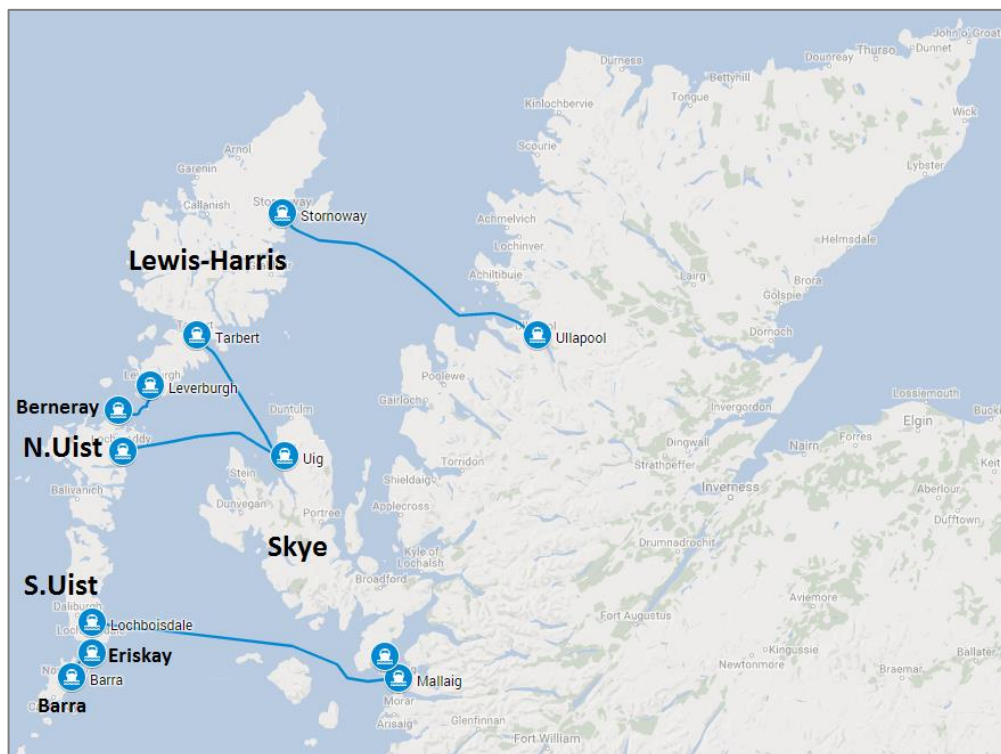 John o' Groat
Thurso
Dunnet
Dounreay
Durness
Bettyhill
Tongue
Kinlochbervie
Wick
Scourie
Lybster
Arnol
Garenin
Callanish
Stornoway
Achmelvich
Lochinver
Helmsdale
Lewis-Harris
Achiltibuie
Lairg
Brora
Golspie
Tarbert
Ullapool
Dornoch
Leverburgh
Poolewe
Gairloch
Lossiemouth
Berneray
Duntulm
Invergordon
Elgin
Buck
N.Uist
Uig
Dingwall
Nairn
Forres
Keit
Torridon
Strathpeffer
Stein
Shieldaig
Balivanich
Inverness
Aberlour
Dunvegan
Portree
Applecross
Dufftown
Skye
Drumnadrochit
Kyle of
Lochalsh
Broadford
S.Uist
Daliburgh
Aviemore
Fort Augustus
Lochboisdale
Kingussie
Eriskay
Newtonmore
Braemar
Ballater
Barra
Mallaig
Morar
Barra
Arisaig
Glenfinnan
Fort William